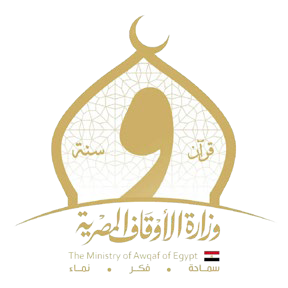 قرآن سنة
و
وزارة الأوقاف المصرية
The Ministry of Awqaf of Egypt
سماحة • فكر • نماء